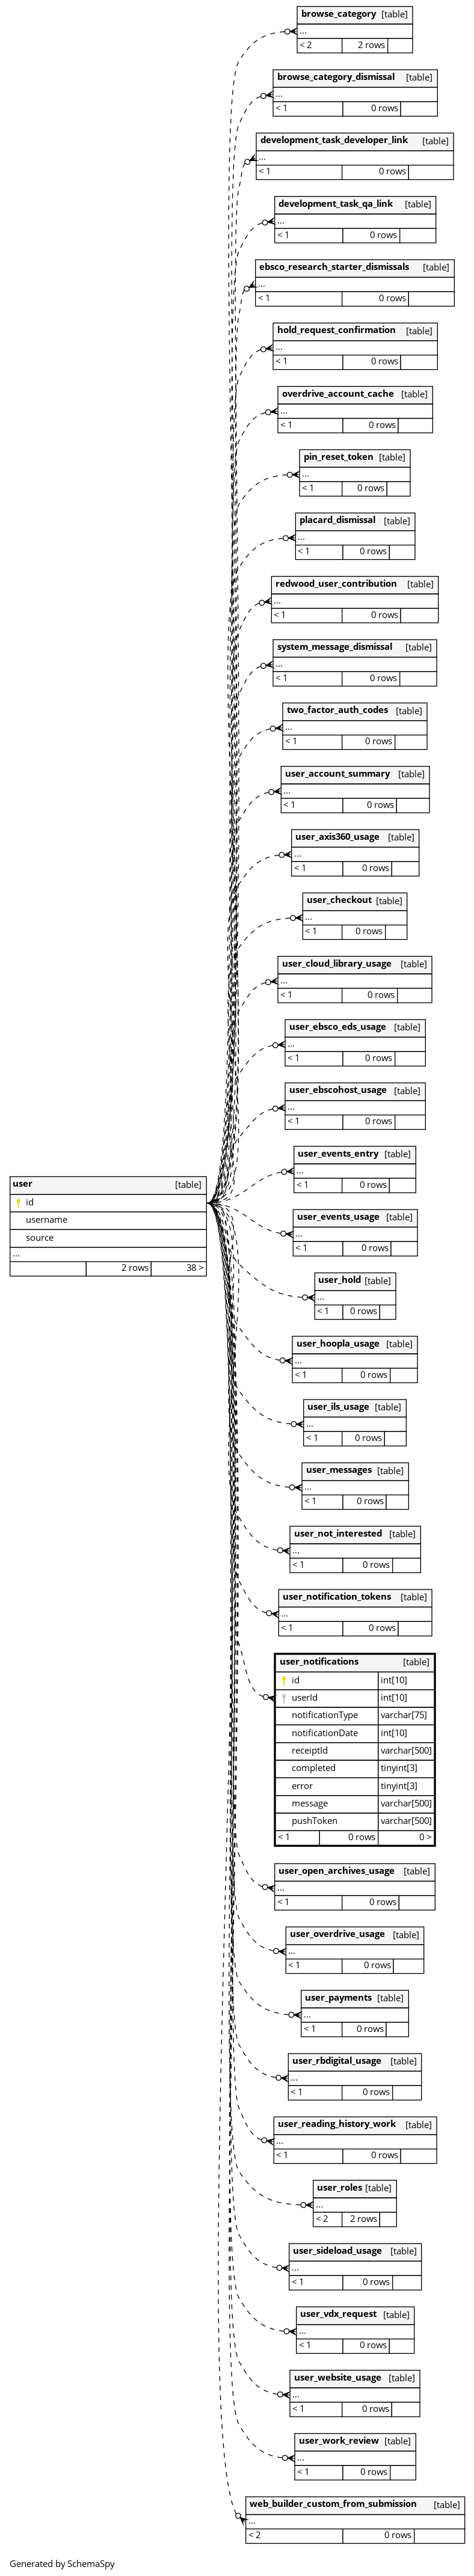 browse_category [table]
...
< 2 2 rows
browse_category_dismissal [table]
...
< 1 0 rows
development_task_developer_link [table]
...
< 1 0 rows
development_task_qa_link [table]
...
< 1 0 rows
ebsco_research_starter_dismissals [table]
...
< 1 0 rows
hold_request_confirmation [table]
...
< 1 0 rows
overdrive_account_cache [table]
...
< 1 0 rows
pin_reset_token [table]
...
< 1 0 rows
placard_dismissal [table]
...
< 1 0 rows
redwood_user_contribution [table]
...
< 1 0 rows
system_message_dismissal [table]
...
< 1 0 rows
two_factor_auth_codes [table]
...
< 1 0 rows
user_account_summary [table]
...
< 1 0 rows
user_axis360_usage [table]
...
< 1 0 rows
user_checkout [table]
...
< 1 0 rows
user_cloud_library_usage [table]
...
< 1 0 rows
user_ebsco_eds_usage [table]
...
< 1 0 rows
user_ebscohost_usage [table]
...
< 1 0 rows
user_events_entry [table]
...
< 1 0 rows
user [table]
id
username
source
...
2 rows 38 >
user_events_usage [table]
...
< 1 0 rows
user_hold [table]
...
< 1 0 rows
user_hoopla_usage [table]
...
< 1 0 rows
user_ils_usage [table]
...
< 1 0 rows
user_messages [table]
...
< 1 0 rows
user_not_interested [table]
...
< 1 0 rows
user_notification_tokens [table]
...
< 1 0 rows
user_notifications [table]
id int[10]
userId int[10]
notificationType varchar[75]
notificationDate int[10]
receiptId varchar[500]
completed tinyint[3]
error tinyint[3]
message varchar[500]
pushToken varchar[500]
< 1 0 rows 0 >
user_open_archives_usage [table]
...
< 1 0 rows
user_overdrive_usage [table]
...
< 1 0 rows
user_payments [table]
...
< 1 0 rows
user_rbdigital_usage [table]
...
< 1 0 rows
user_reading_history_work [table]
...
< 1 0 rows
user_roles [table]
...
< 2 2 rows
user_sideload_usage [table]
...
< 1 0 rows
user_vdx_request [table]
...
< 1 0 rows
user_website_usage [table]
...
< 1 0 rows
user_work_review [table]
...
< 1 0 rows
web_builder_custom_from_submission [table]
...
< 2 0 rows
Generated by SchemaSpy